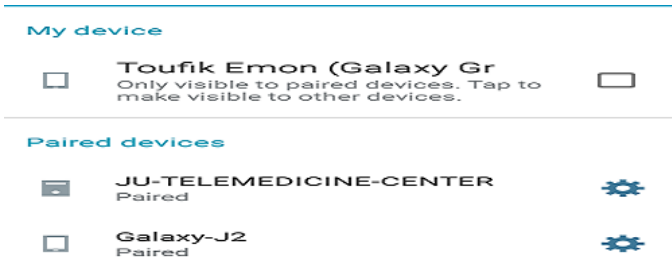 My device
Toufik Emon (Galaxy Gr
Only visible to paired devices. Tap to
make visible to other devices.
Paired devices
JU-TELEMEDICINE-CENTER
Paired
Galaxy-J2
Paired